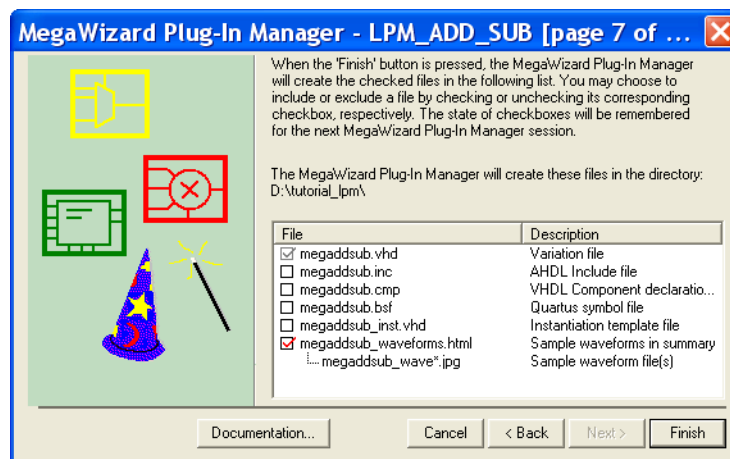 MegaWizard Plug-In Manager - LPM_ADD_SUB [page 7 of ...
When the 'Finish' button is pressed, the MegaWizard Plug-In Manager
will create the checked files in the following list. You may choose to
include or exclude a file by checking or unchecking its corresponding
checkbox, respectively. The state of checkboxes will be remembered
for the next MegaWizard Plug-In Manager session.
The MegaWizard Plug-In Manager will create these files in the directory:
D:\tutorial_lpm\
File Description
megaddsub.vhd Variation file
megaddsub.inc AHDL Include file
megaddsub.cmp VHDL Component declaratio...
megaddsub.bsf Quartus symbol file
megaddsub_inst.vhd Instantiation template file
megaddsub_waveforms.html Sample waveforms in summary
megaddsub_wave*.jpg Sample waveform file(s)
Documentation... Cancel < Back Next > Finish